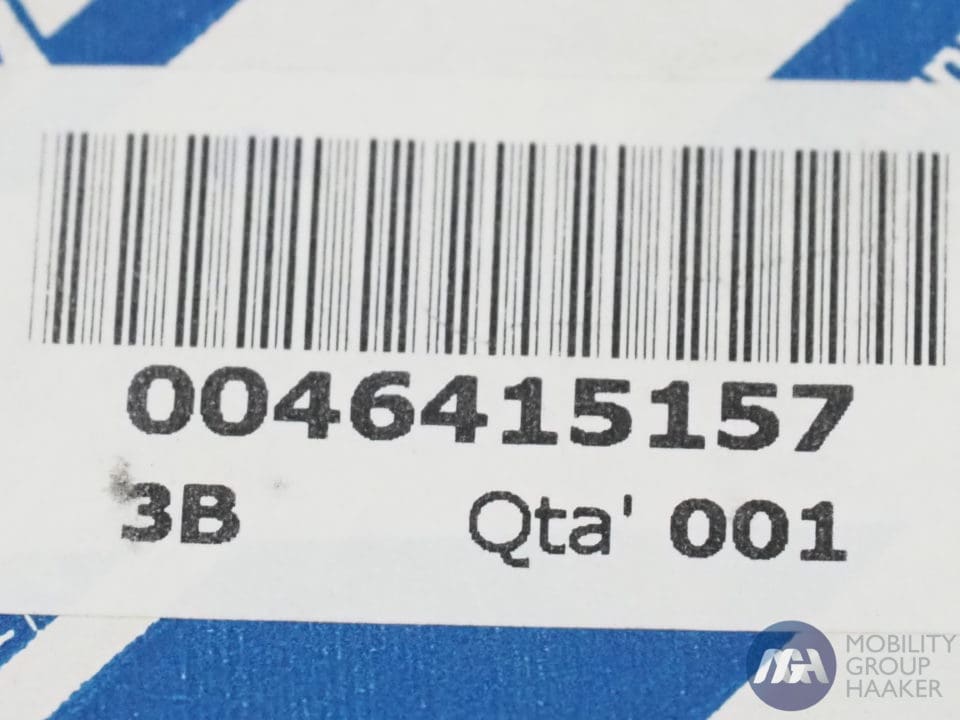 0046415157
3B Qta' 001
MOBILITY
GROUP
HAAKER